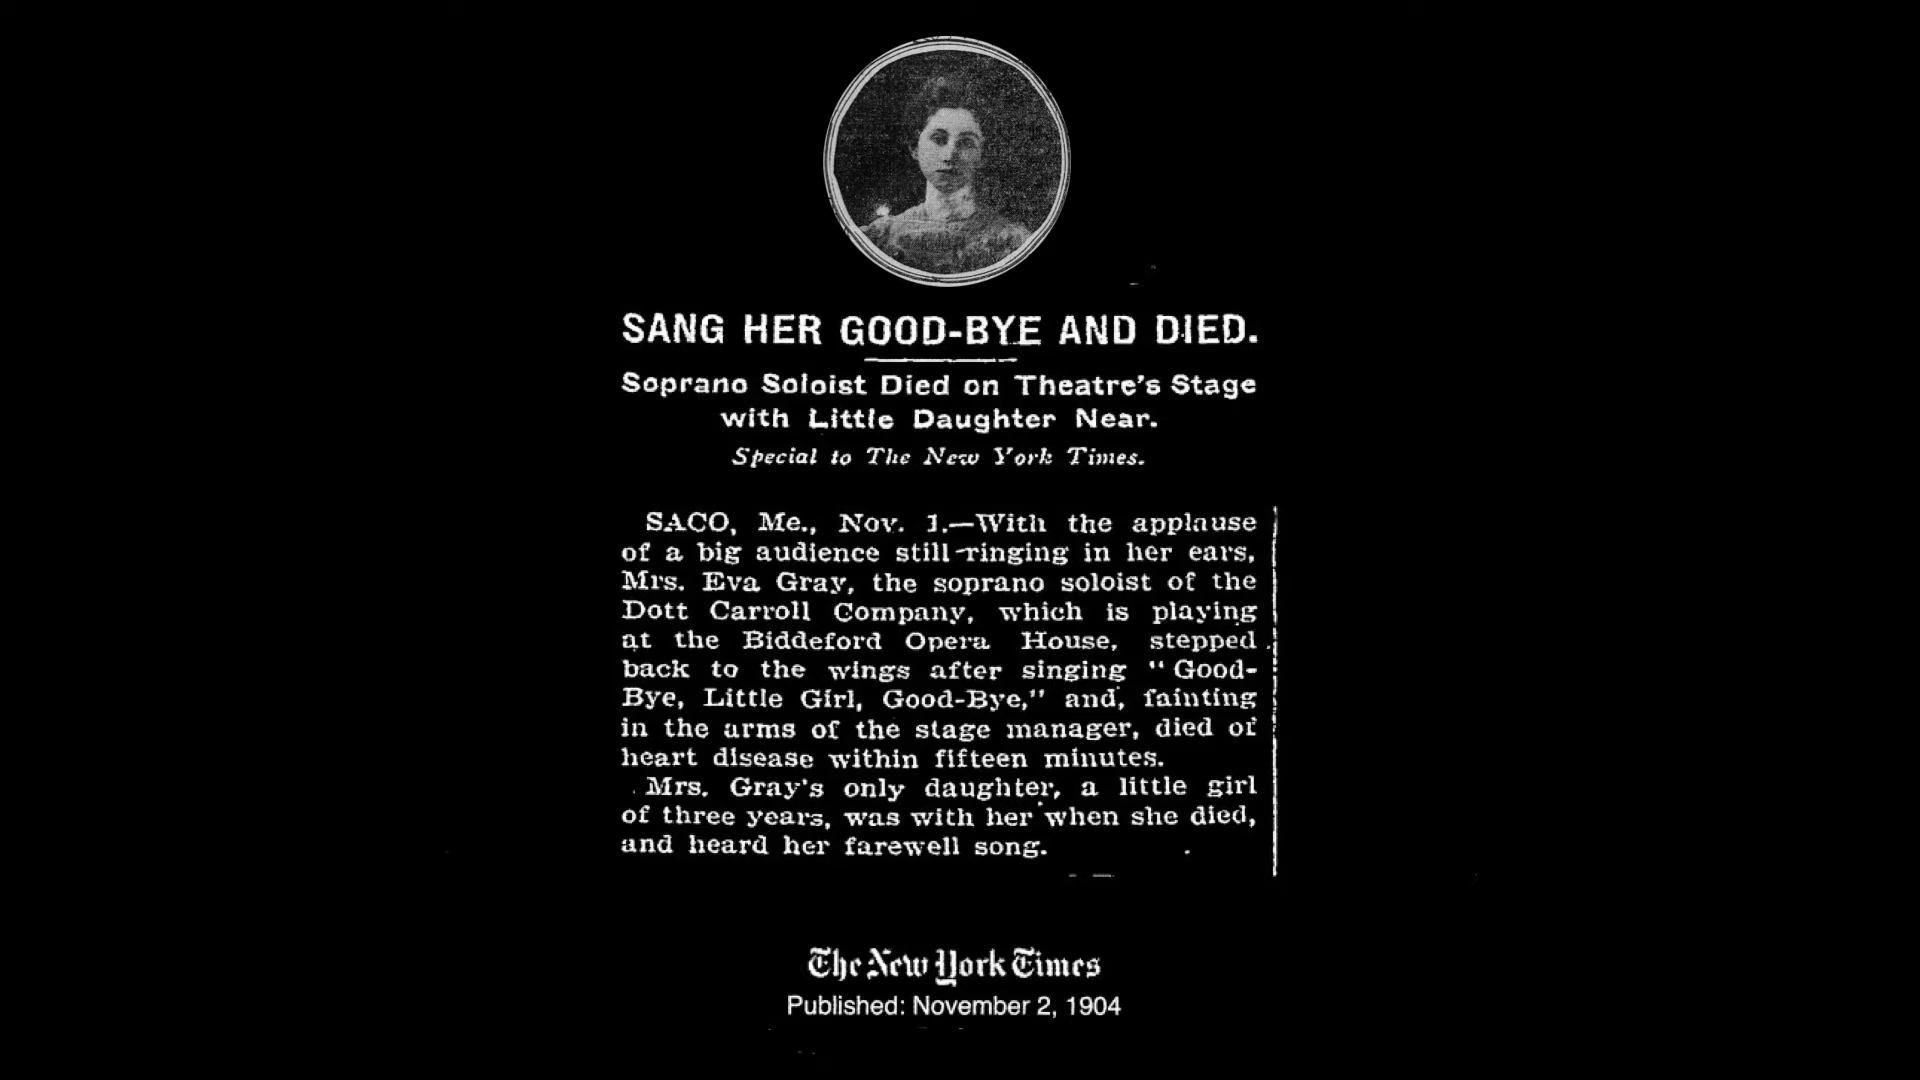 SANG HER GOOD-BYE AND DIED.
Soprano Soloist Died on Theatre's Stage
with Little Daughter Near.
Special to The New York Times.
SACO, Me., Nov. 1.—With the applause
of a big audience still ringing in her ears,
Mrs. Eva Gray, the soprano soloist of the
Dott Carroll Company, which is playing
at the Biddeford Opera House, stepped
back to the wings after singing "Good-
Bye, Little Girl, Good-Bye," and, fainting
in the arms of the stage manager, died of
heart disease within fifteen minutes.
Mrs. Gray's only daughter, a little girl
of three years, was with her when she died,
and heard her farewell song.
The New York Times
Published: November 2, 1904